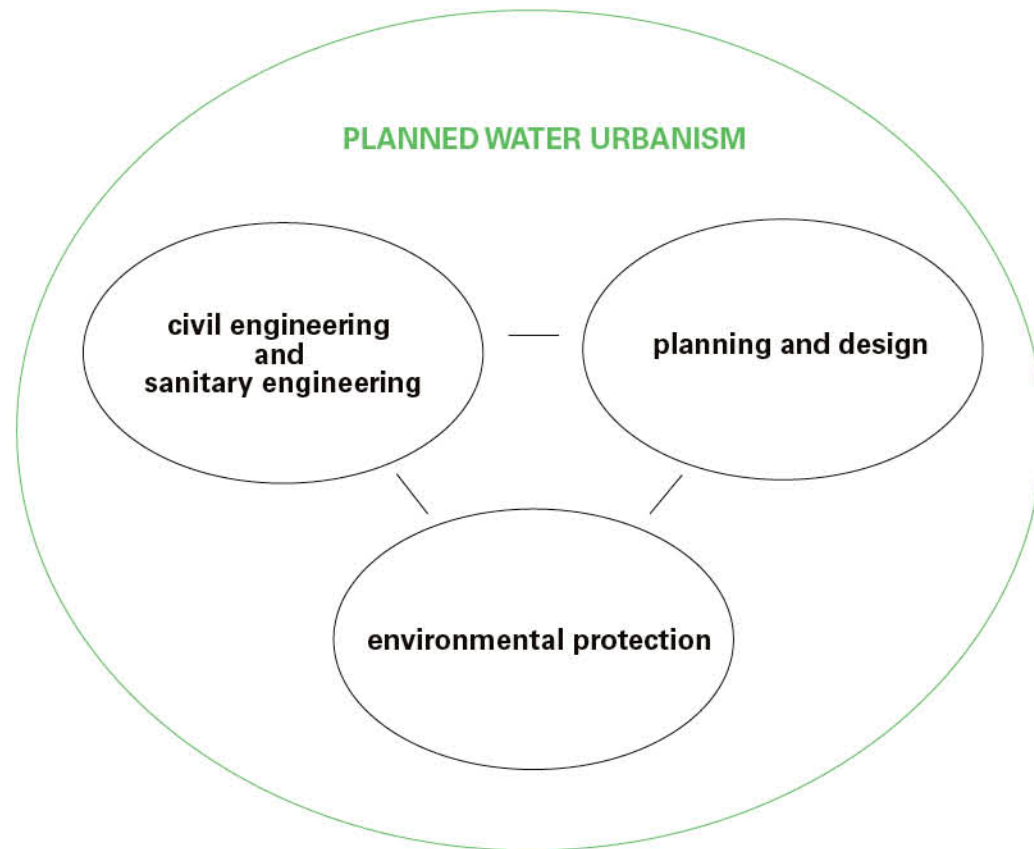 PLANNED WATER URBANISM
civil engineering
and
sanitary engineering
planning and design
environmental protection